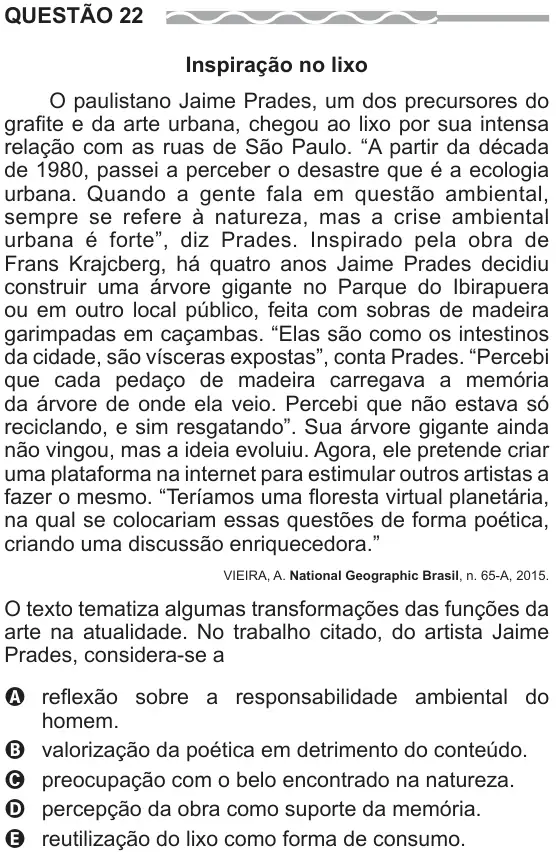 QUESTÃO 22
Inspiração no lixo
O paulistano Jaime Prades, um dos precursores do
grafite e da arte urbana, chegou ao lixo por sua intensa
relação com as ruas de São Paulo. “A partir da década
de 1980, passei a perceber o desastre que é a ecologia
urbana. Quando a gente fala em questão ambiental,
sempre se refere à natureza, mas a crise ambiental
urbana é forte”, diz Prades. Inspirado pela obra de
Frans Krajcberg, há quatro anos Jaime Prades decidiu
construir uma árvore gigante no Parque do Ibirapuera
ou em outro local público, feita com sobras de madeira
garimpadas em caçambas. “Elas são como os intestinos
da cidade, são vísceras expostas”, conta Prades. “Percebi
que cada pedaço de madeira carregava a memória
da árvore de onde ela veio. Percebi que não estava só
reciclando, e sim resgatando”. Sua árvore gigante ainda
não vingou, mas a ideia evoluiu. Agora, ele pretende criar
uma plataforma na internet para estimular outros artistas a
fazer o mesmo. “Teríamos uma floresta virtual planetária,
na qual se colocariam essas questões de forma poética,
criando uma discussão enriquecedora.”
VIEIRA, A. National Geographic Brasil, n. 65-A, 2015.
O texto tematiza algumas transformações das funções da
arte na atualidade. No trabalho citado, do artista Jaime
Prades, considera-se a
A reflexão sobre a responsabilidade ambiental do
homem.
B valorização da poética em detrimento do conteúdo.
C preocupação com o belo encontrado na natureza.
D percepção da obra como suporte da memória.
E reutilização do lixo como forma de consumo.